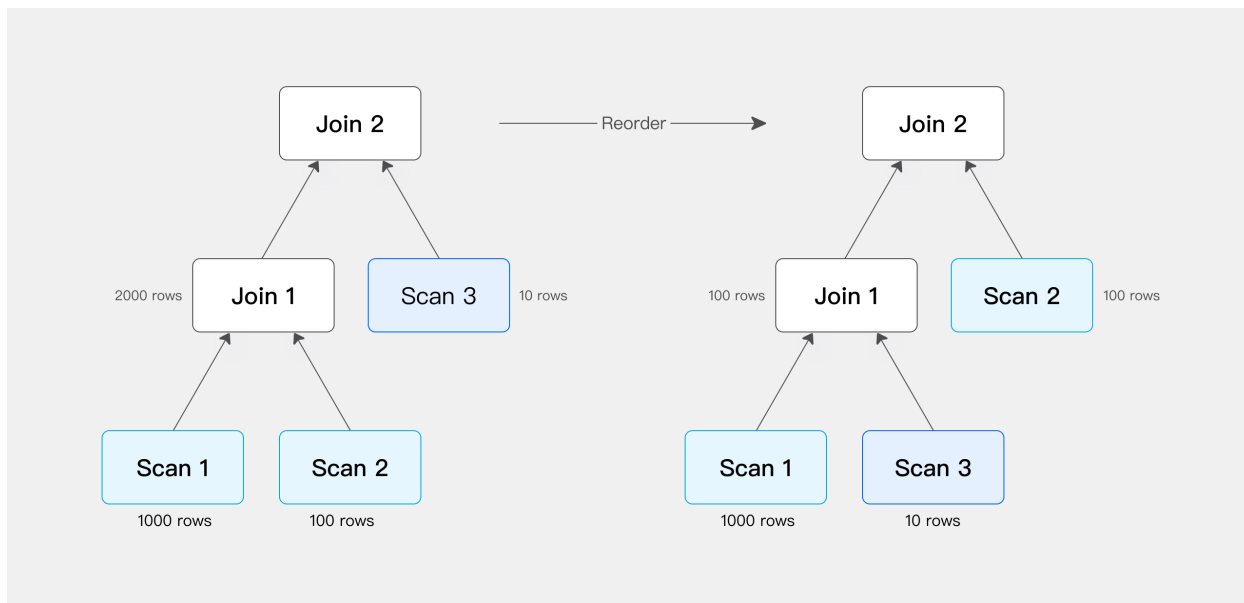 Join 2
Reorder
Join 2
2000 rows
Join 1
Scan 3
10 rows
100 rows
Join 1
Scan 2
100 rows
Scan 1
Scan 2
Scan 1
Scan 3
1000 rows
100 rows
1000 rows
10 rows